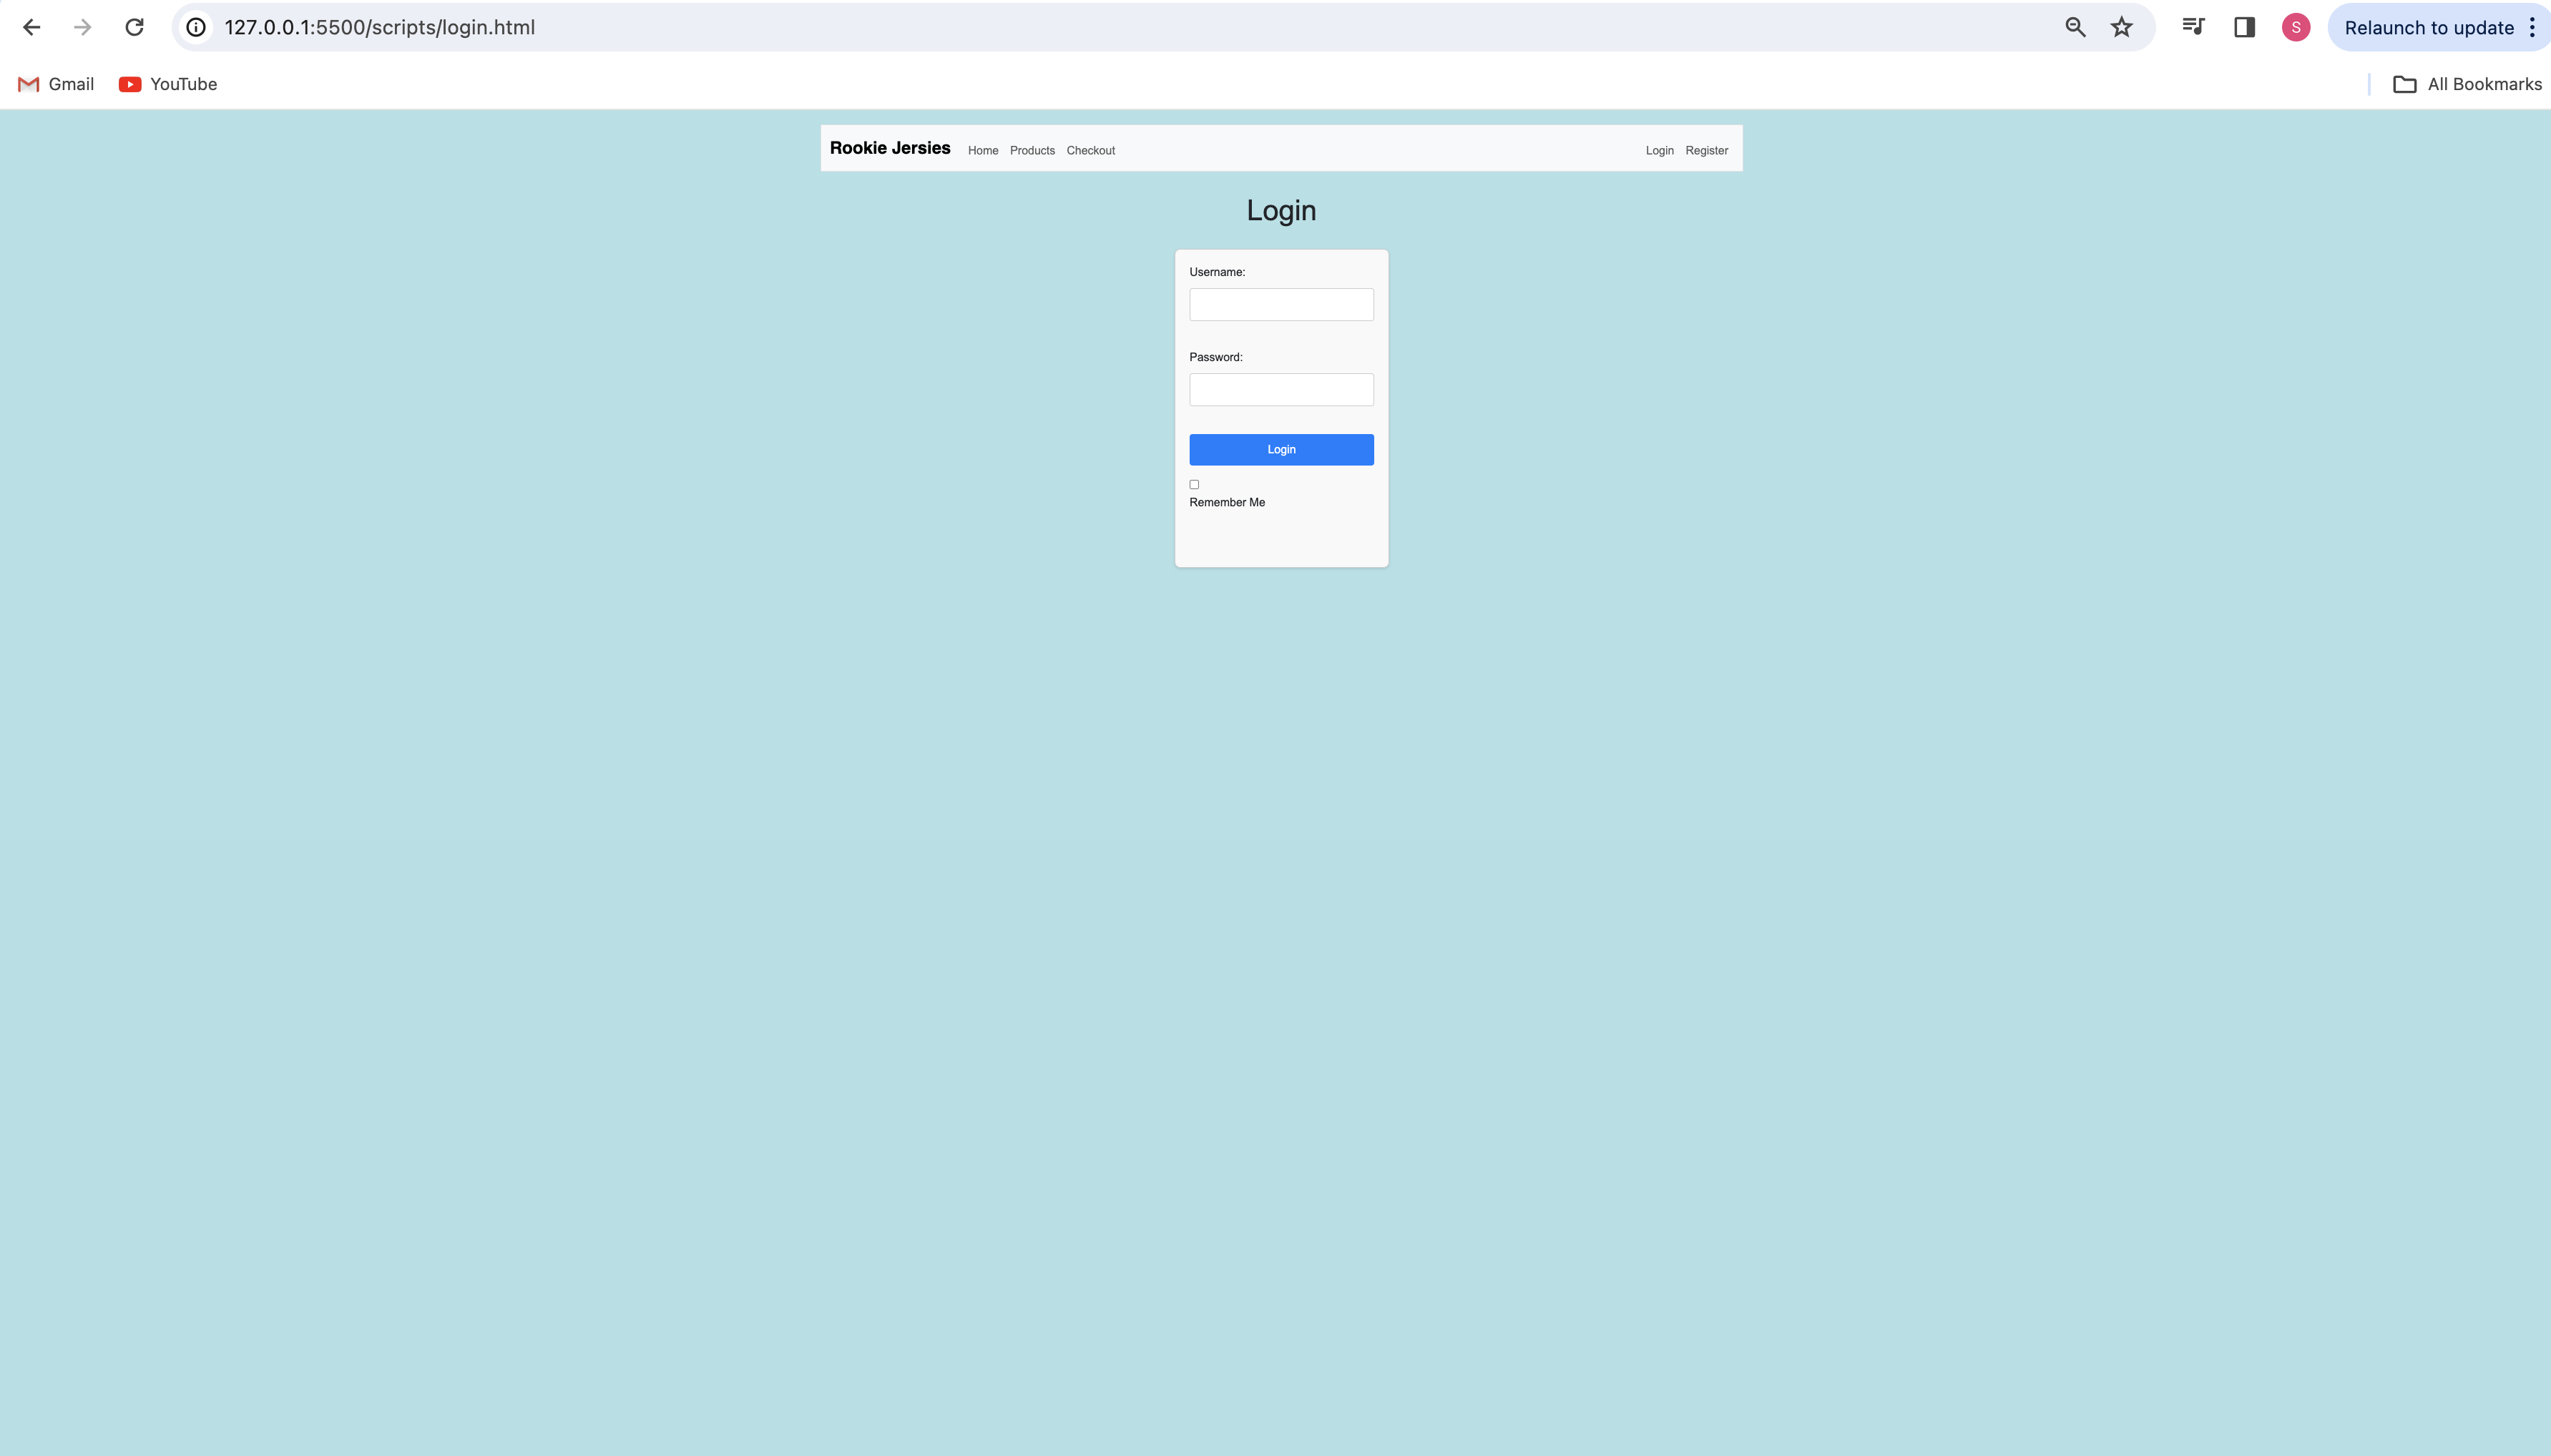 127.0.0.1:5500/scripts/login.html
S
Relaunch to update
Gmail
YouTube
All Bookmarks
Rookie Jersies
Home
Products
Checkout
Login
Register
Login
Username:
Password:
Login
Remember Me